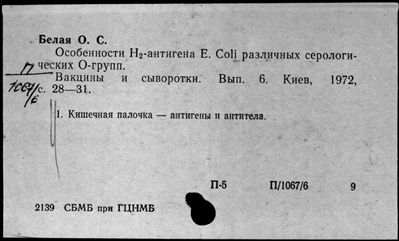 Белая О. С.
Особенности H₂-антигена E. Coli различных серологи-
ческих О-групп.
Вакцины и сыворотки. Вып. 6. Киев, 1972,
с. 28—31.
1. Кишечная палочка — антигены и антитела.
П-5 П/1067/6 9
2139 СБМБ при ГЦНМБ